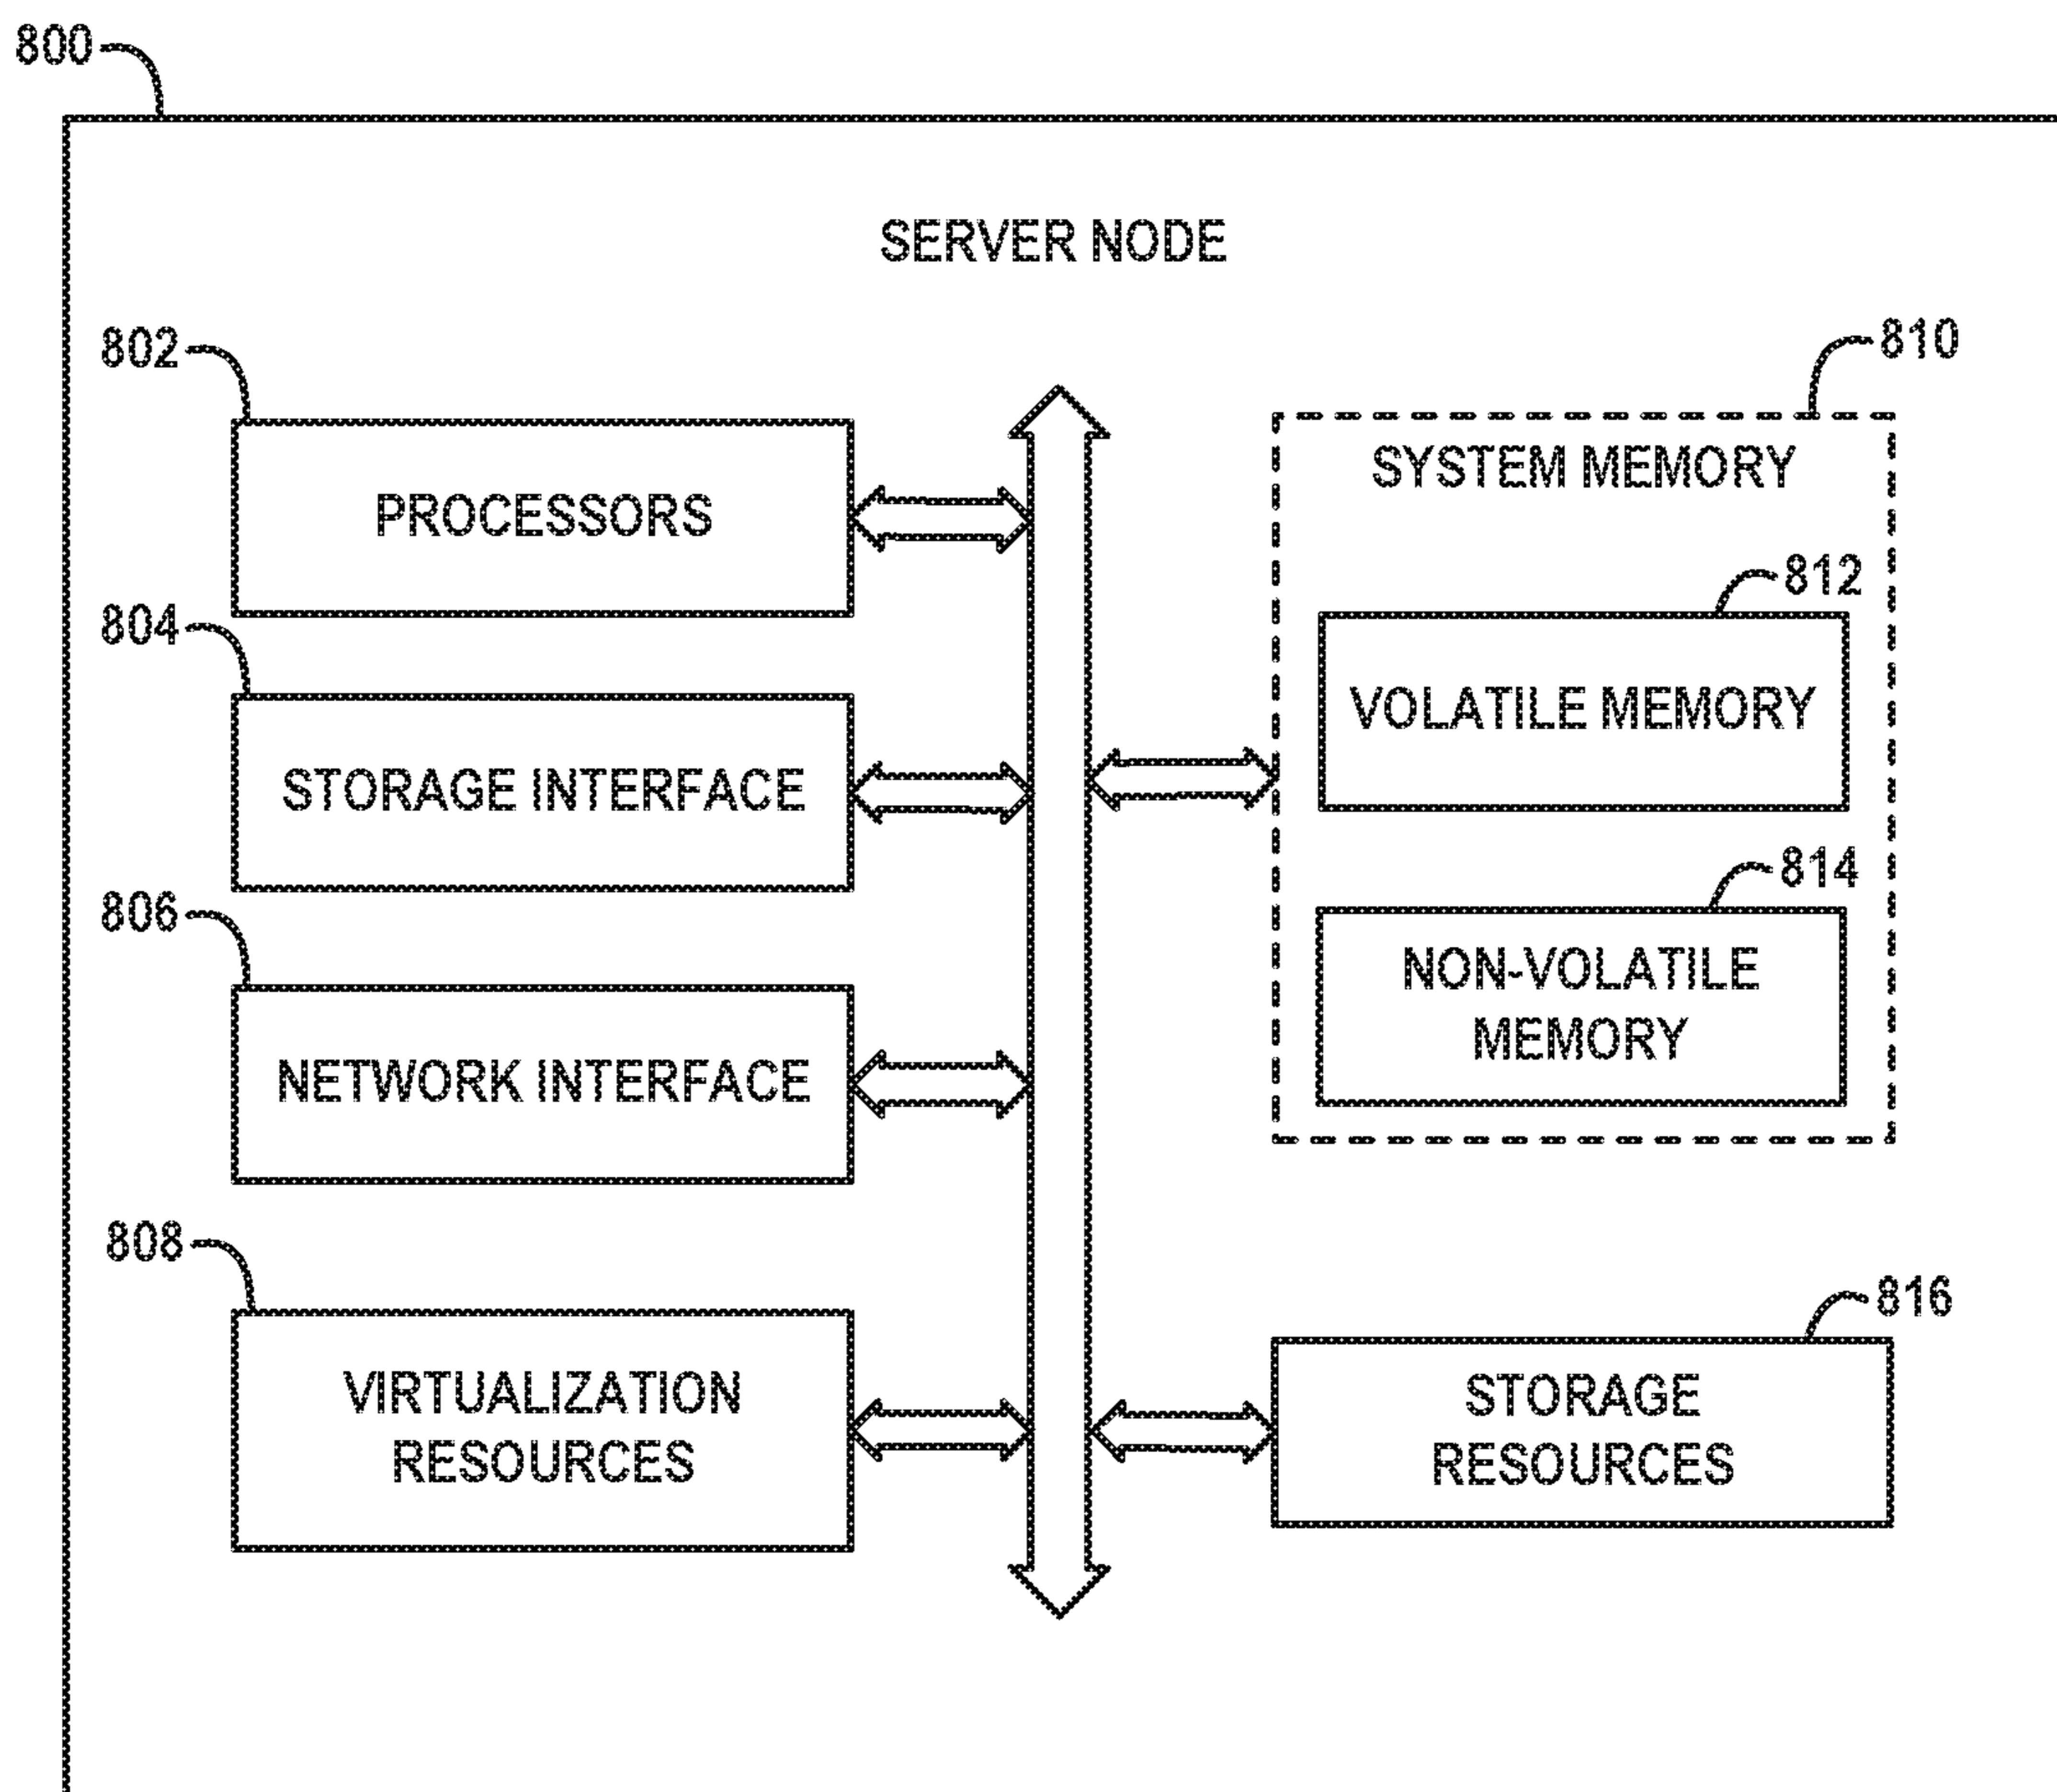 800
SERVER NODE
802
PROCESSORS
804
STORAGE INTERFACE
806
NETWORK INTERFACE
808
VIRTUALIZATION
RESOURCES
810
SYSTEM MEMORY
812
VOLATILE MEMORY
814
NON-VOLATILE
MEMORY
816
STORAGE
RESOURCES